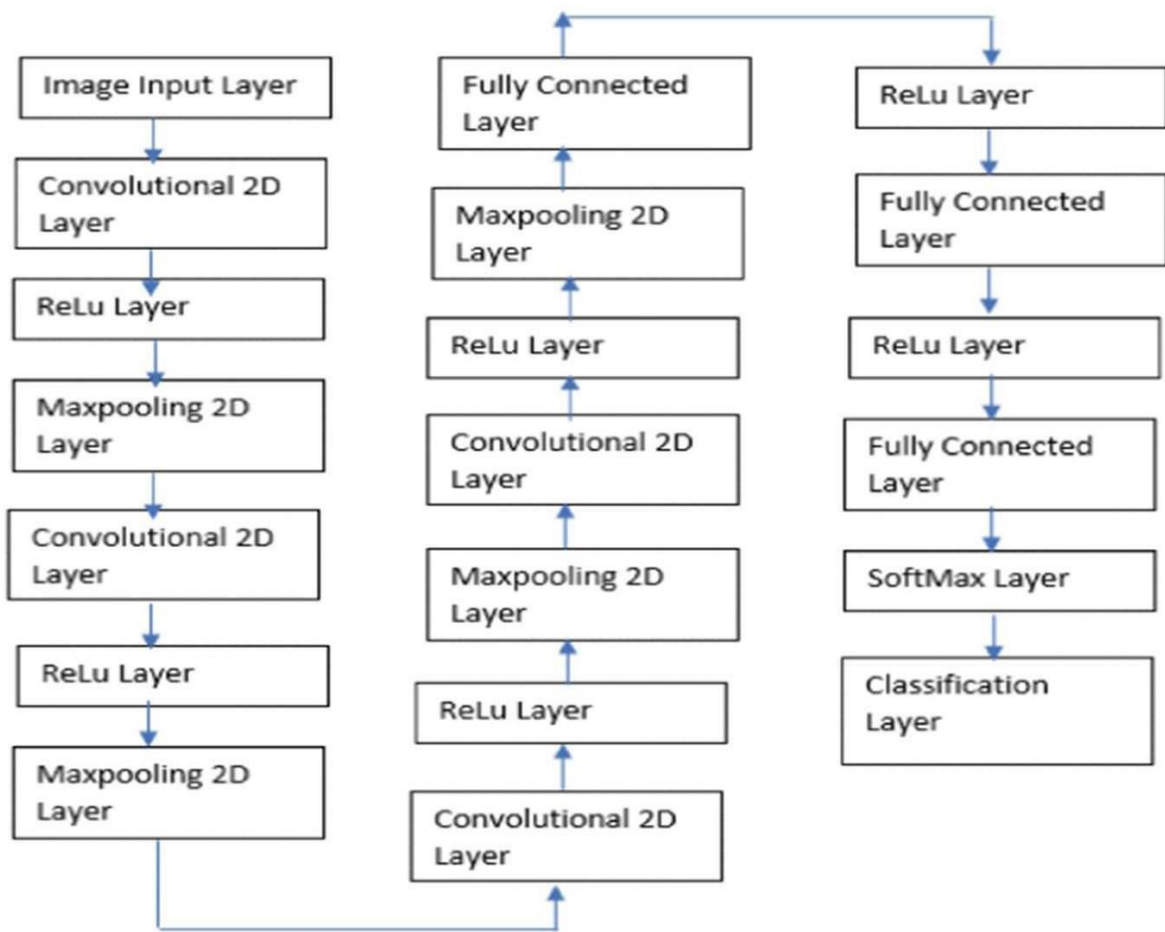 Image Input Layer
Convolutional 2D
Layer
ReLu Layer
Maxpooling 2D
Layer
Convolutional 2D
Layer
ReLu Layer
Maxpooling 2D
Layer
Convolutional 2D
Layer
ReLu Layer
Maxpooling 2D
Layer
Convolutional 2D
Layer
ReLu Layer
Maxpooling 2D
Layer
Fully Connected
Layer
ReLu Layer
Fully Connected
Layer
ReLu Layer
Fully Connected
Layer
SoftMax Layer
Classification
Layer